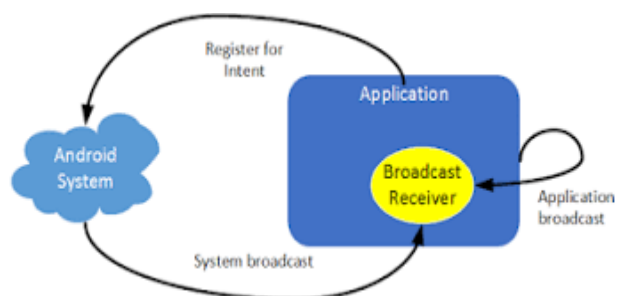 Register for
Intent
Application
Android
System
Broadcast
Receiver
Application
broadcast
System broadcast